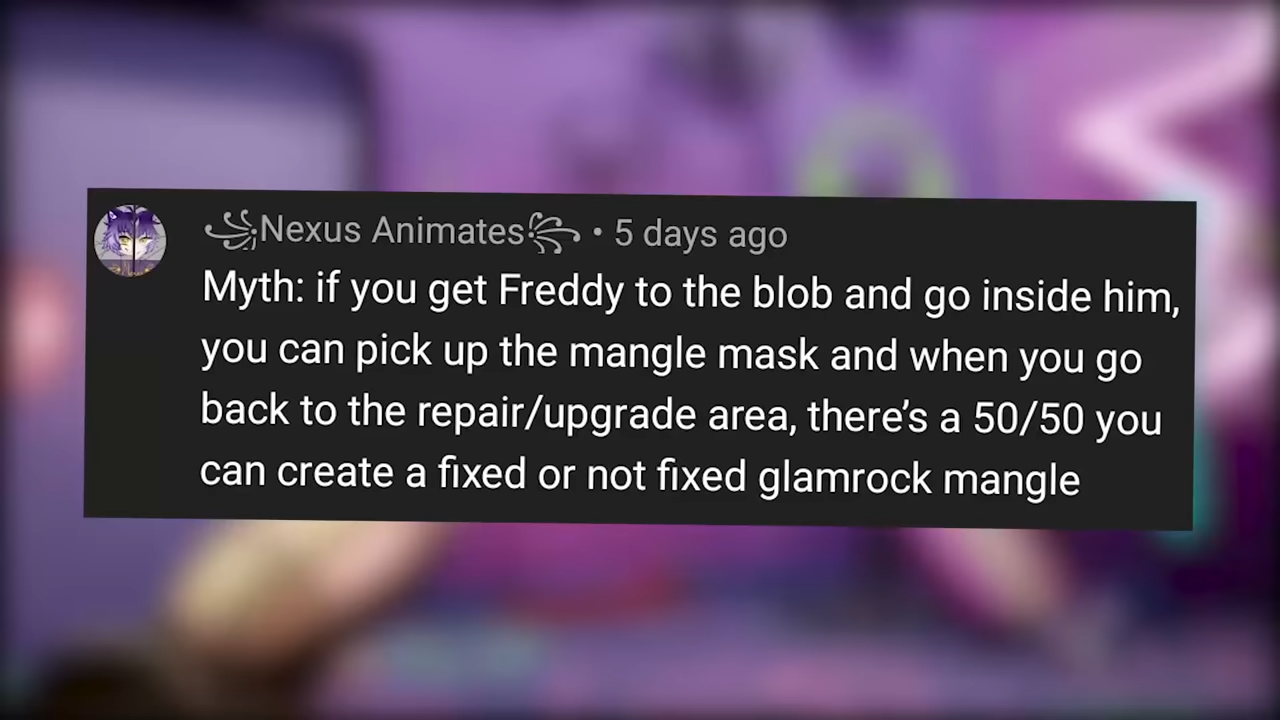 ꧁Nexus Animates꧂ • 5 days ago
Myth: if you get Freddy to the blob and go inside him,
you can pick up the mangle mask and when you go
back to the repair/upgrade area, there’s a 50/50 you
can create a fixed or not fixed glamrock mangle